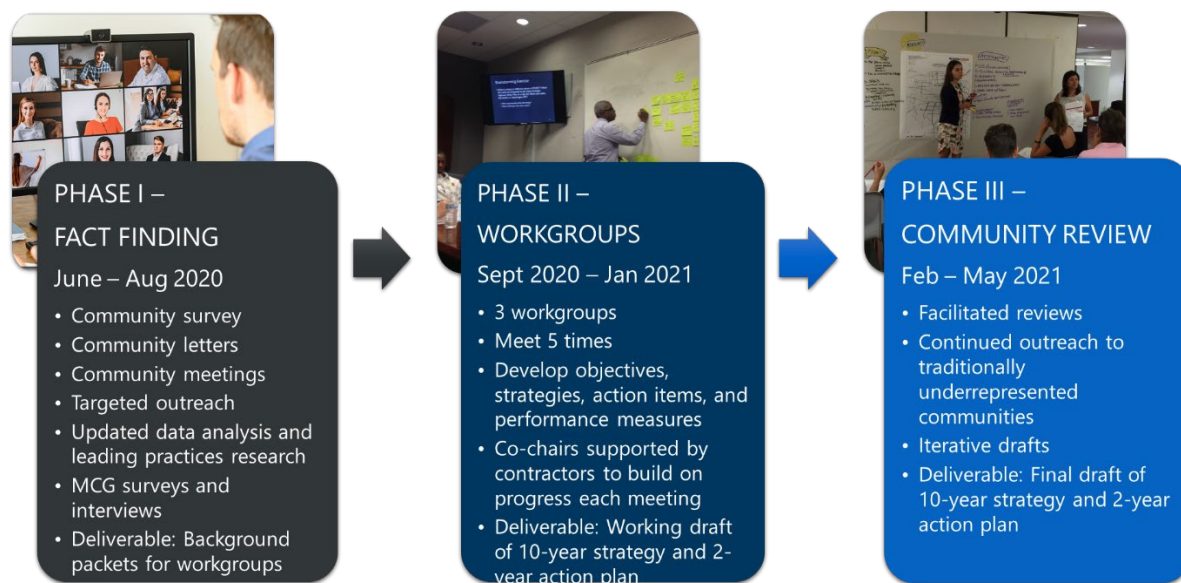 PHASE I –
FACT FINDING
June – Aug 2020
• Community survey
• Community letters
• Community meetings
• Targeted outreach
• Updated data analysis and
leading practices research
• MCG surveys and
interviews
• Deliverable: Background
packets for workgroups
PHASE II –
WORKGROUPS
Sept 2020 – Jan 2021
• 3 workgroups
• Meet 5 times
• Develop objectives,
strategies, action items, and
performance measures
• Co-chairs supported by
contractors to build on
progress each meeting
• Deliverable: Working draft
of 10-year strategy and 2-
year action plan
PHASE III –
COMMUNITY REVIEW
Feb – May 2021
• Facilitated reviews
• Continued outreach to
traditionally
underrepresented
communities
• Iterative drafts
• Deliverable: Final draft of
10-year strategy and 2-year
action plan